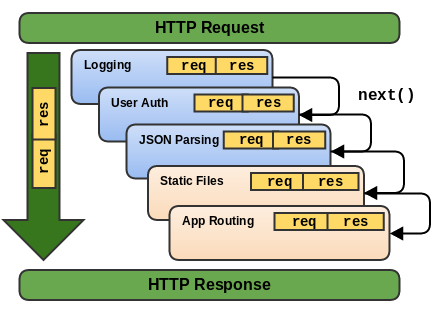 HTTP Request
Logging req res
User Auth req res
next()
JSON Parsing req res
Static Files req res
App Routing req res
req res
HTTP Response